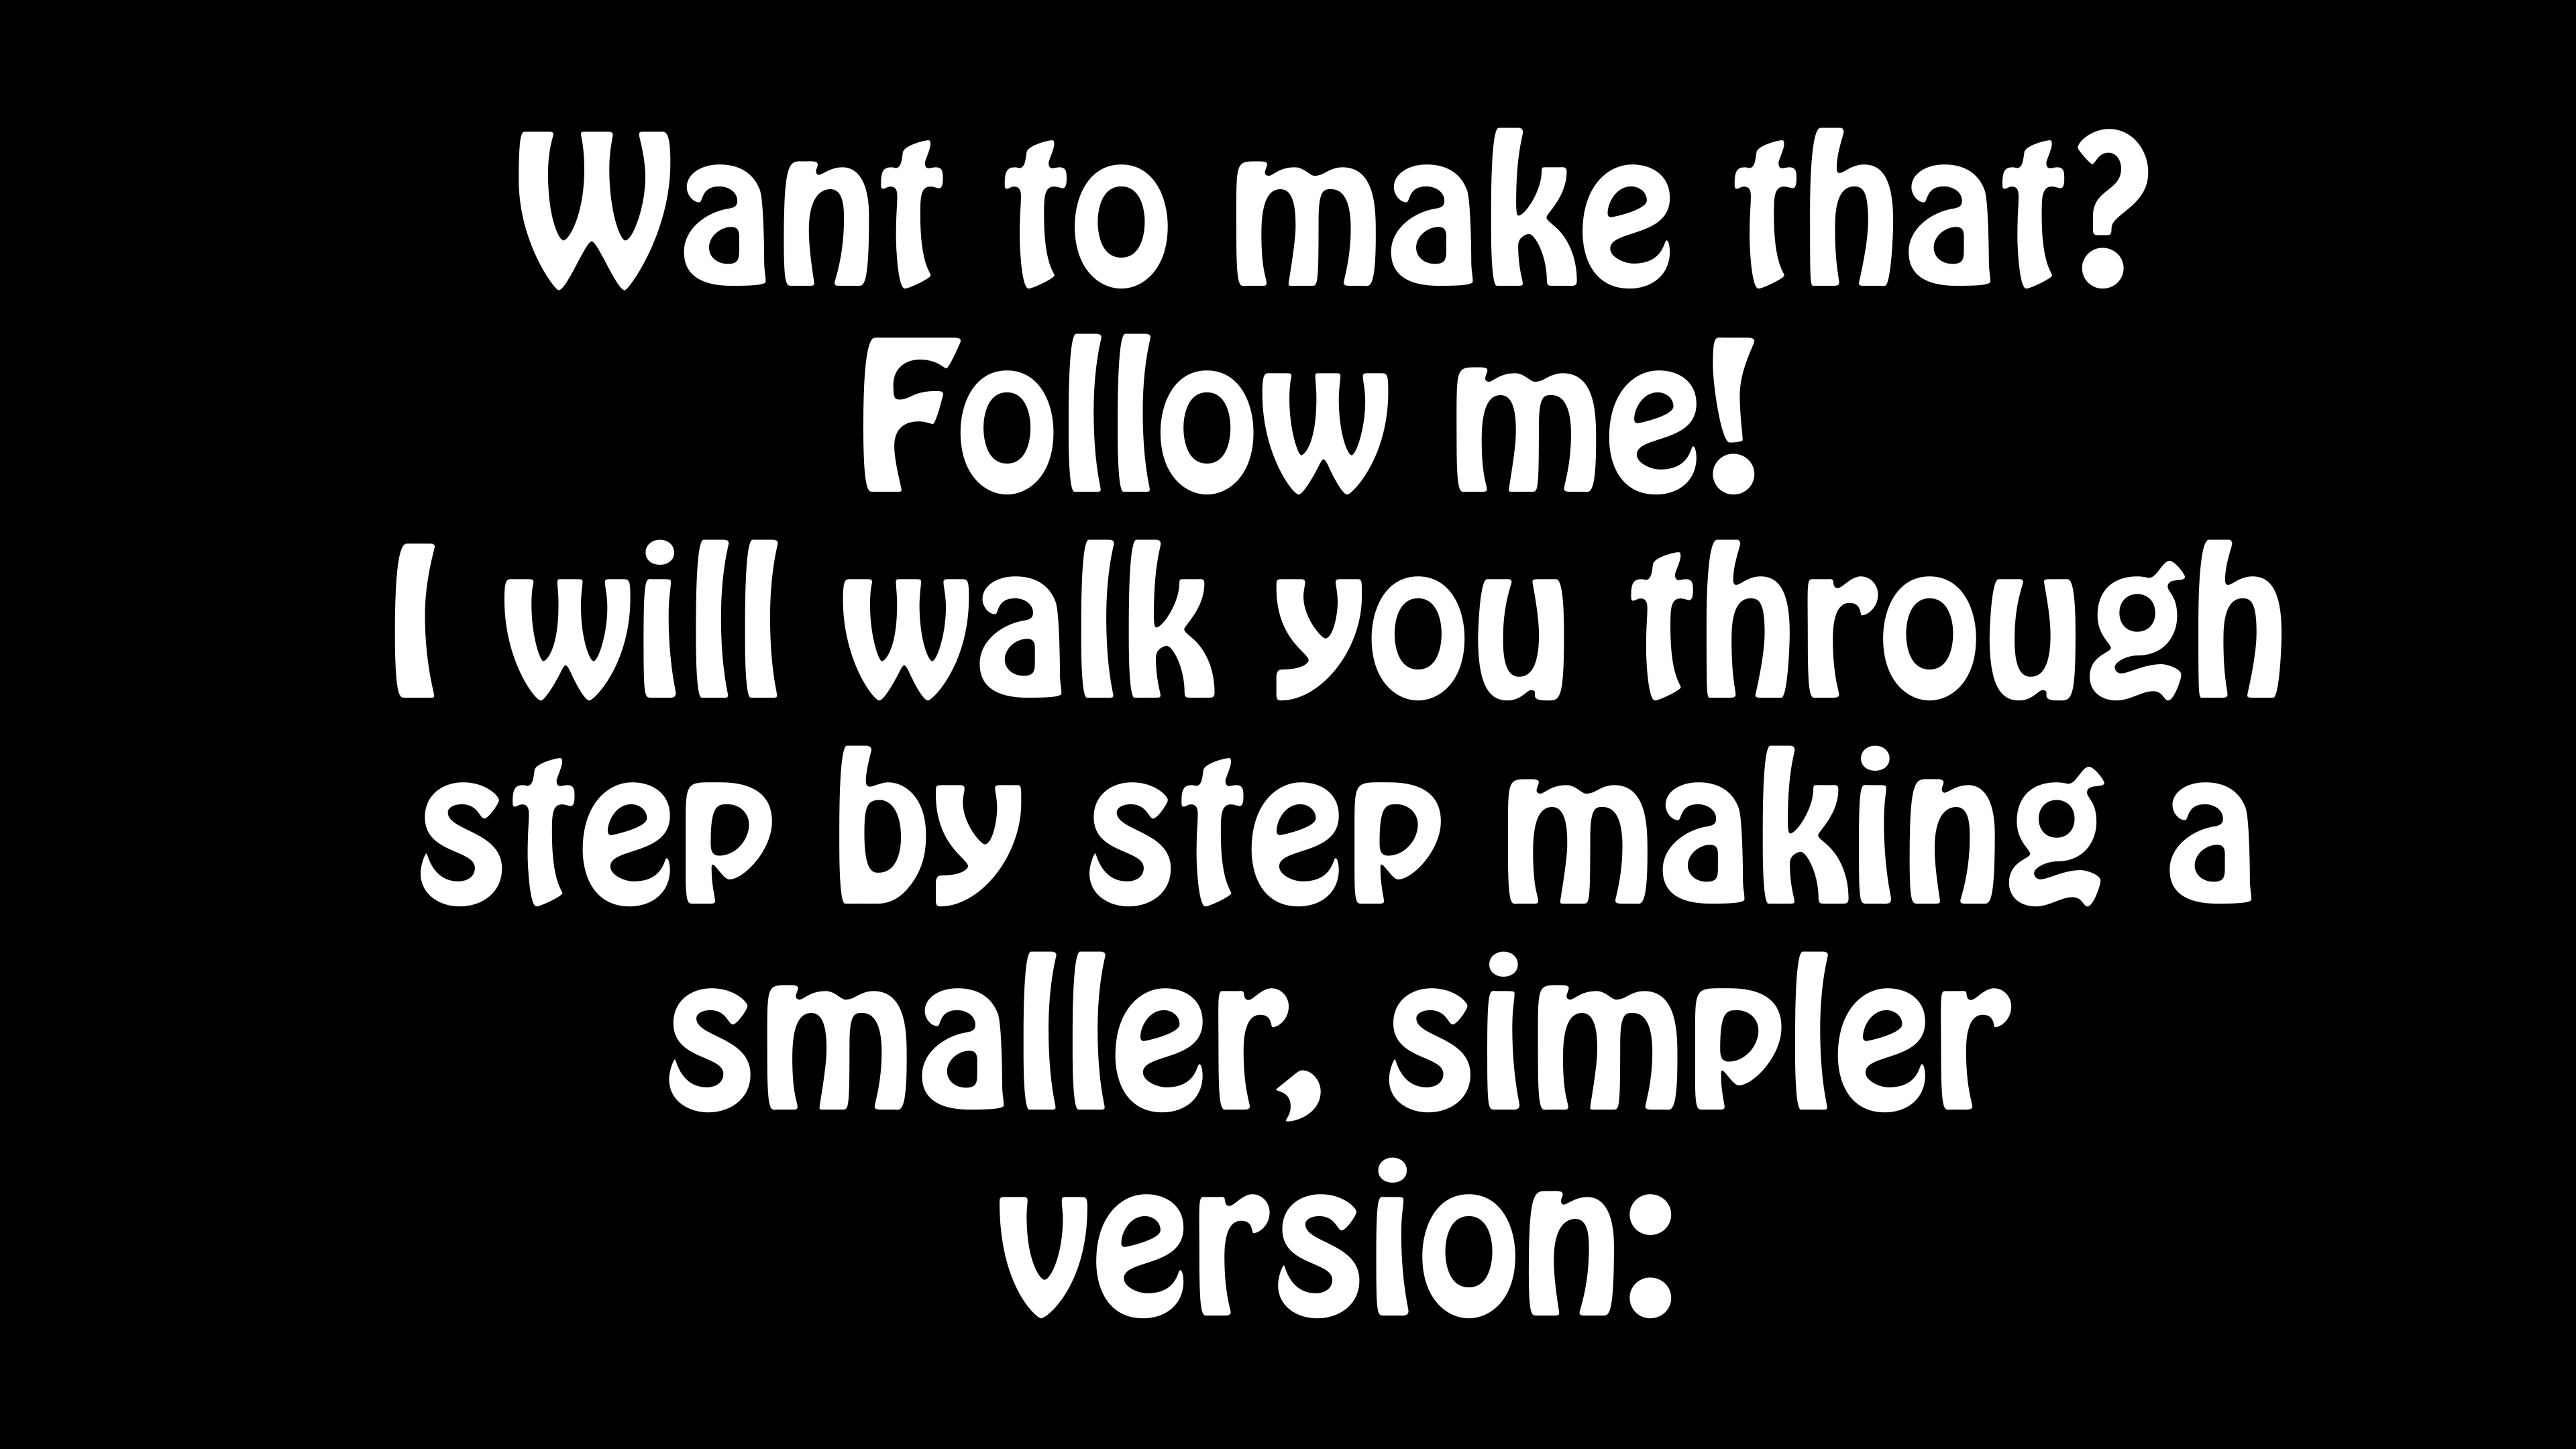 Want to make that?
Follow me!
I will walk you through
step by step making a
smaller, simpler
version: